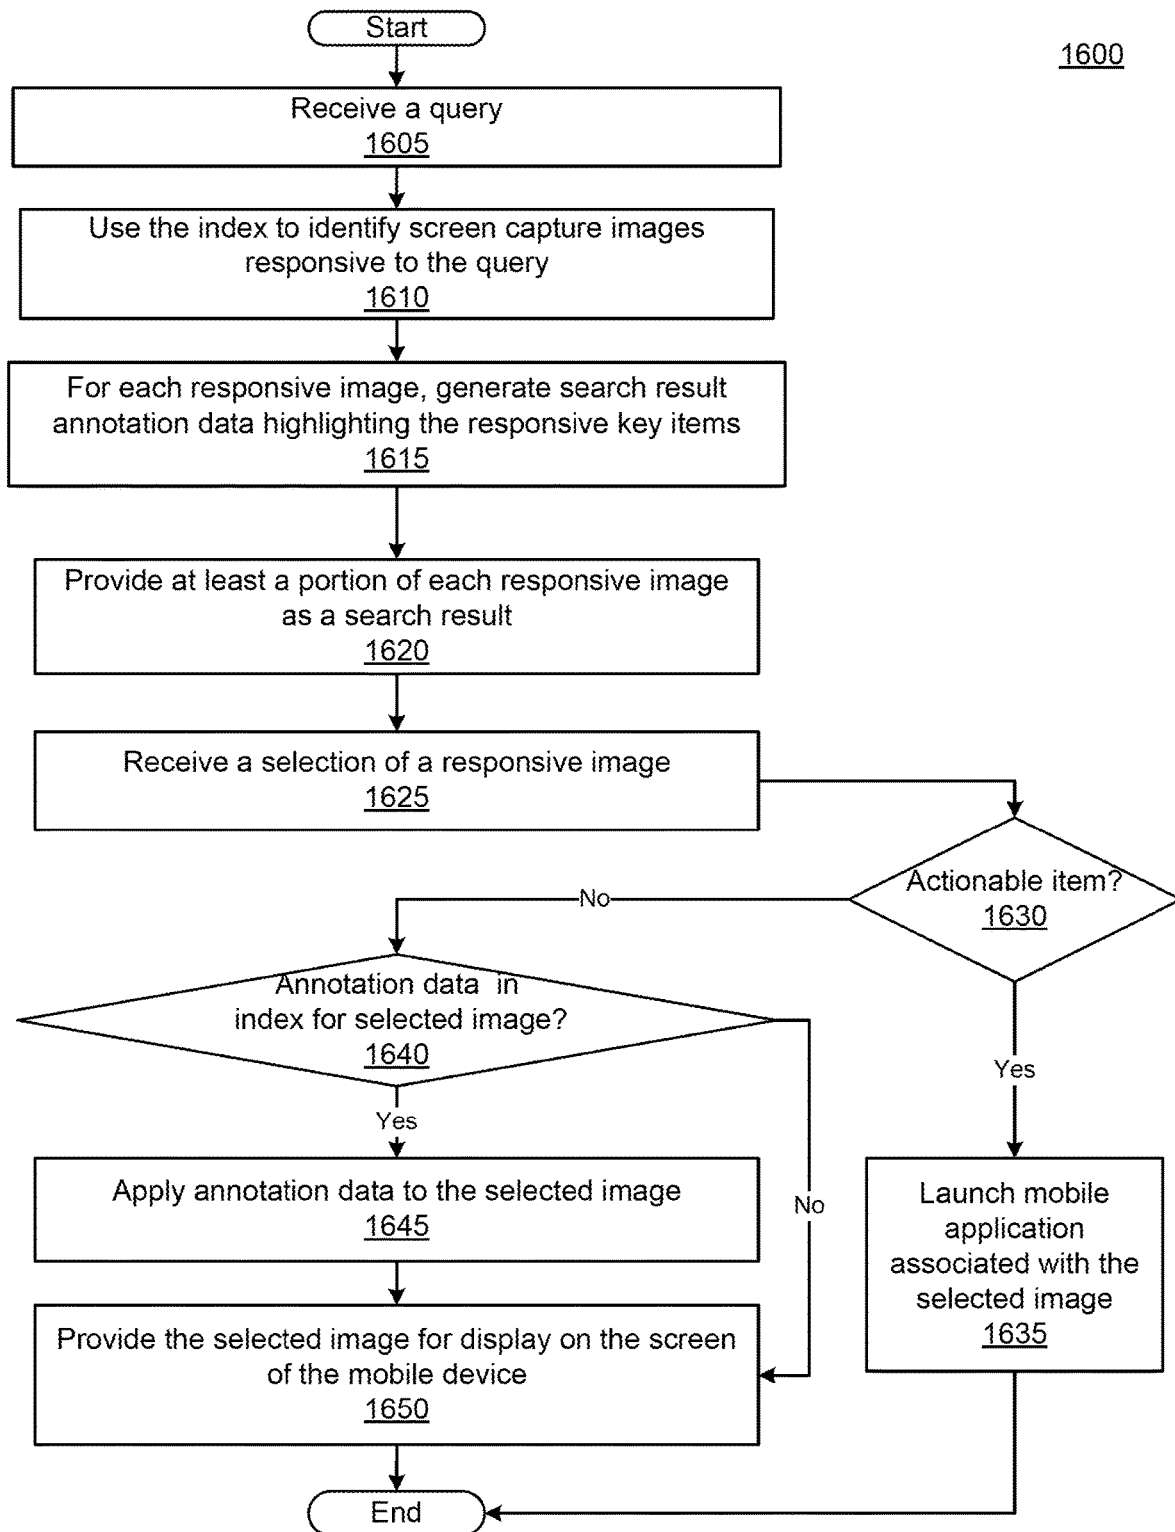 Start
1600
Receive a query
1605
Use the index to identify screen capture images
responsive to the query
1610
For each responsive image, generate search result
annotation data highlighting the responsive key items
1615
Provide at least a portion of each responsive image
as a search result
1620
Receive a selection of a responsive image
1625
Actionable item?
1630
No
Annotation data in
index for selected image?
1640
Yes
Yes
No
Apply annotation data to the selected image
1645
Launch mobile
application
associated with the
selected image
1635
Provide the selected image for display on the screen
of the mobile device
1650
End